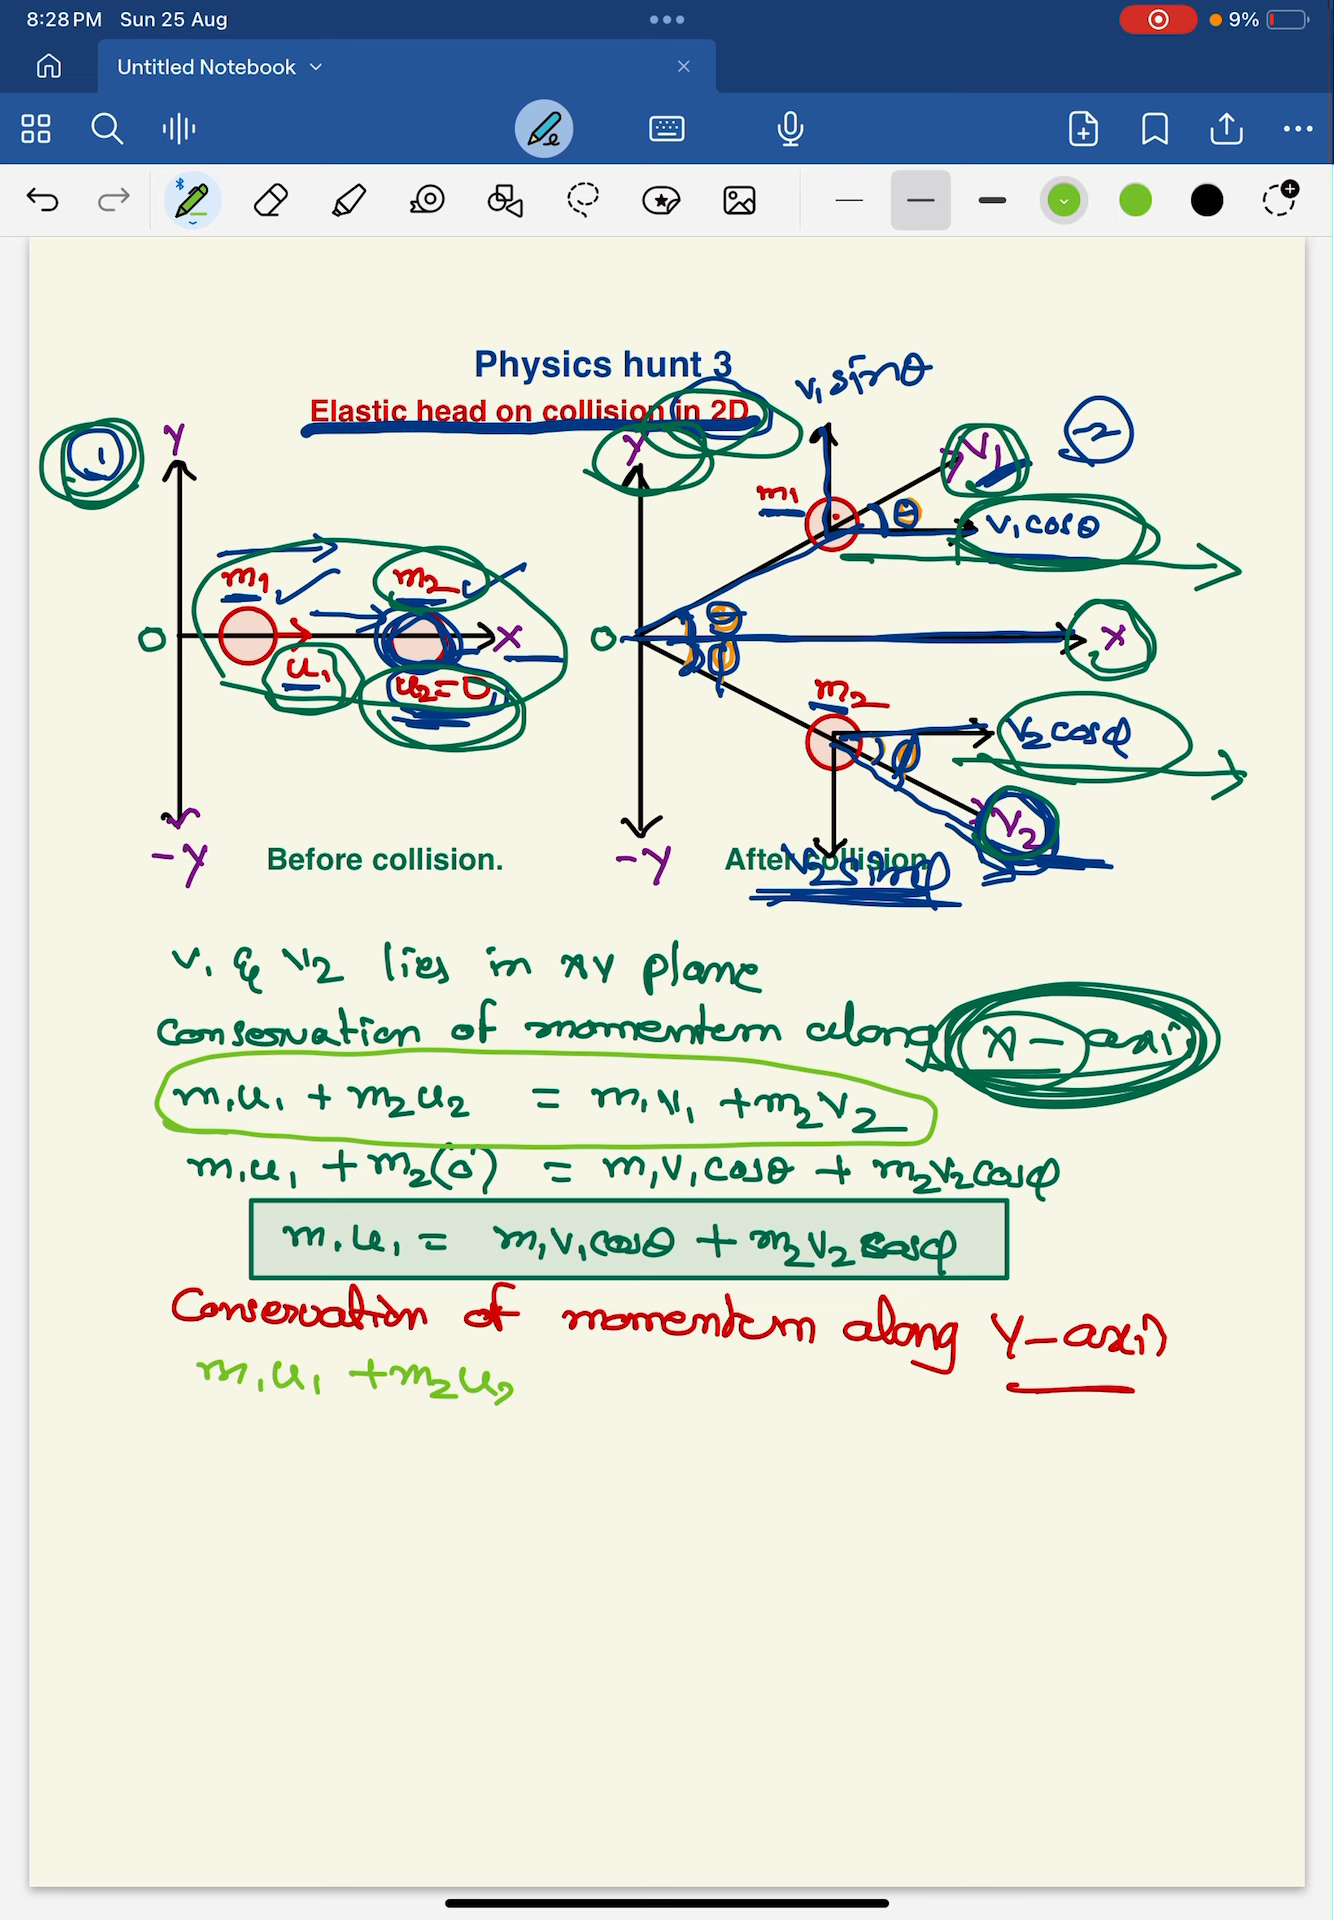 8:28 PM Sun 25 Aug
9%
Untitled Notebook
Physics hunt 3
Elastic head on collision in 2D
1
Y
m₁
m₂
O
X
u₁
u₂=0
-Y
Before collision.
Y
v₁ sinθ
2
v₁
m₁
θ
v₁ cosθ
O
θ
φ
X
m₂
v₂ cosφ
φ
v₂
-Y
After collision.
v₂ sinφ
v₁ & v₂ lies in xy plane
Conservation of momentum along x-axis
m₁u₁ + m₂u₂ = m₁v₁ + m₂v₂
m₁u₁ + m₂(0) = m₁v₁cosθ + m₂v₂cosφ
m₁u₁ = m₁v₁cosθ + m₂v₂cosφ
Conservation of momentum along Y-axis
m₁u₁ + m₂u₂